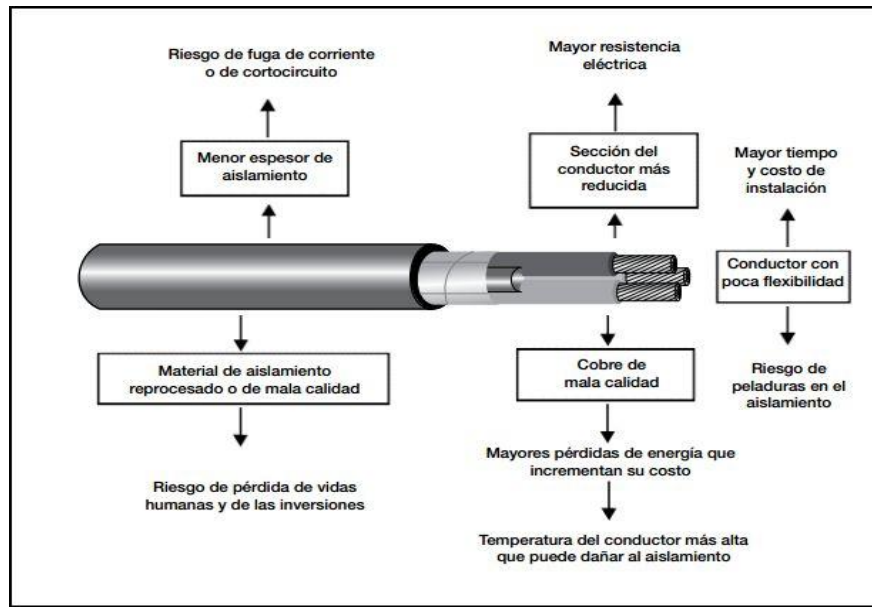 Riesgo de fuga de corriente
o de cortocircuito
Menor espesor de
aislamiento
Mayor resistencia
eléctrica
Sección del
conductor más
reducida
Mayor tiempo
y costo de
instalación
Conductor con
poca flexibilidad
Riesgo de
peladuras en el
aislamiento
Material de aislamiento
reprocesado o de mala calidad
Riesgo de pérdida de vidas
humanas y de las inversiones
Cobre de
mala calidad
Mayores pérdidas de energía que
incrementan su costo
Temperatura del conductor más alta
que puede dañar al aislamiento